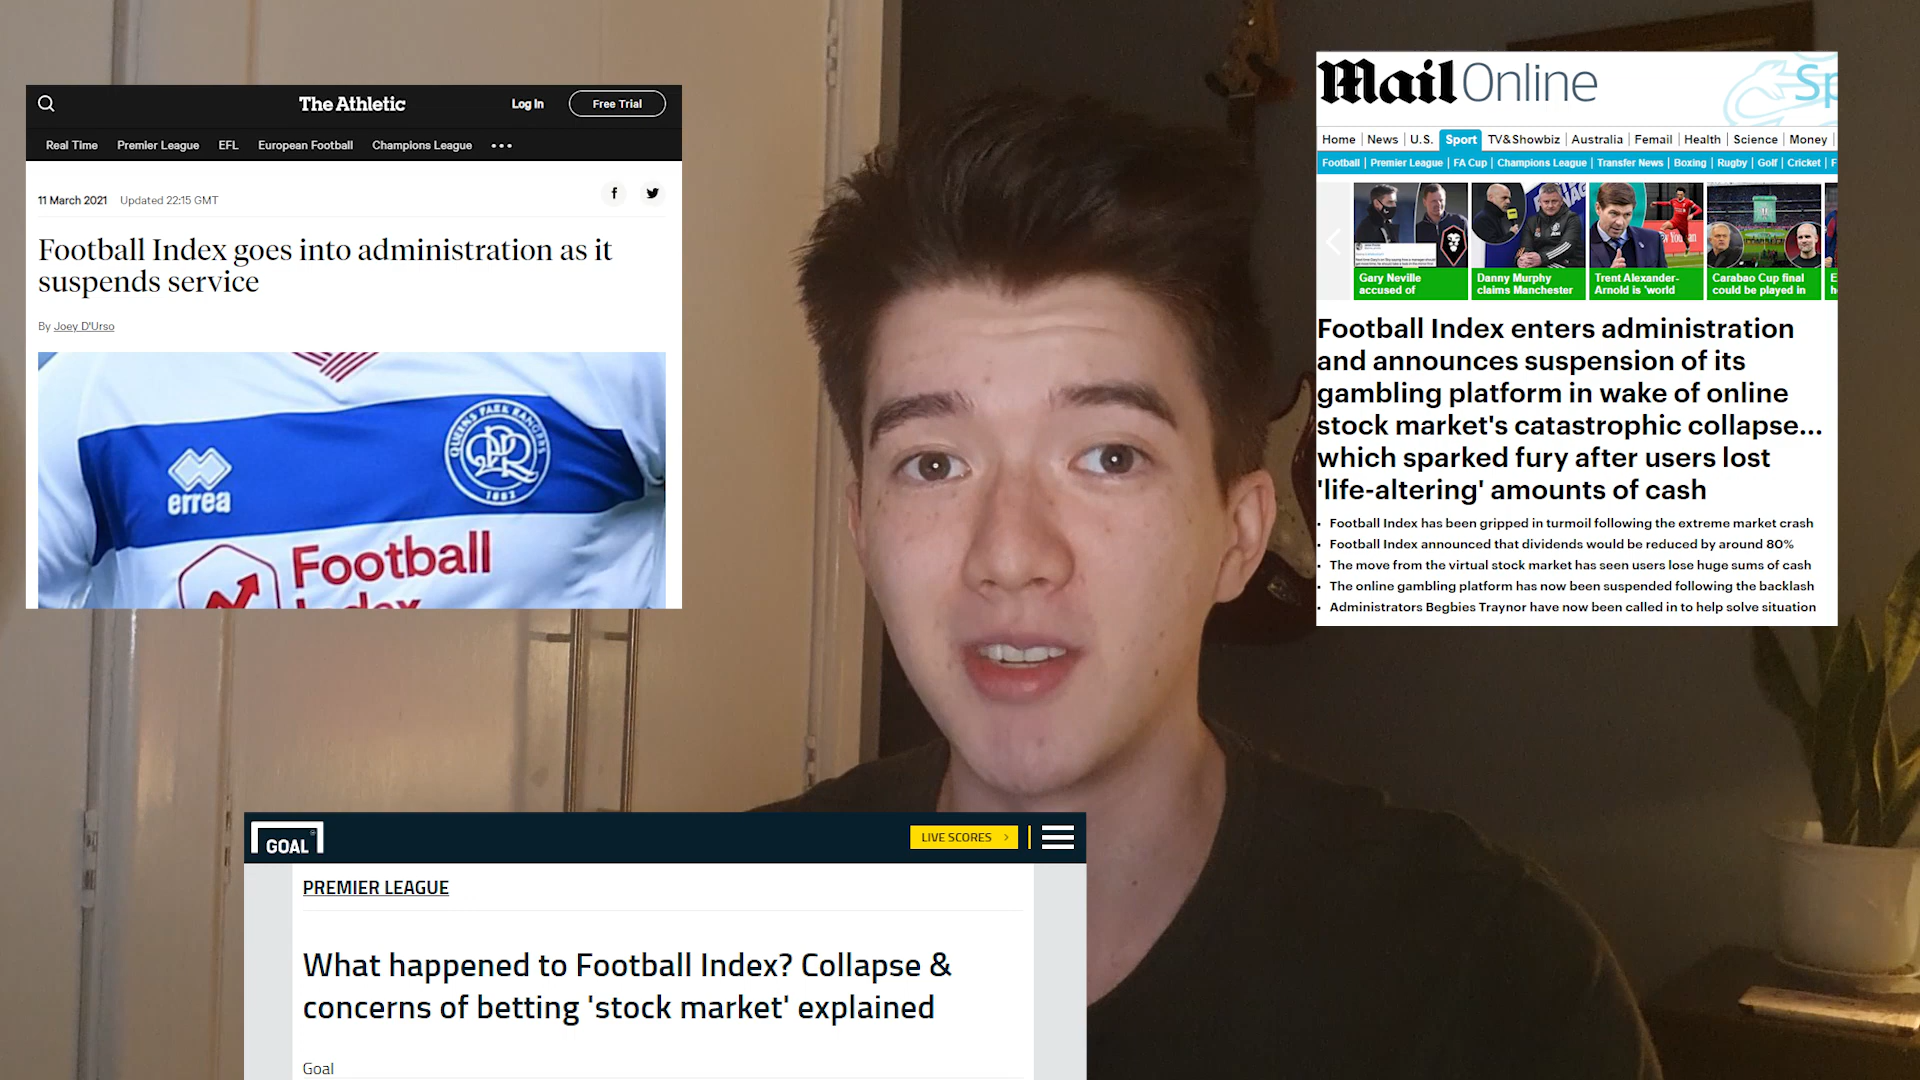 The Athletic
Log In
Free Trial
Real Time Premier League EFL European Football Champions League •••
11 March 2021 Updated 22:15 GMT
Football Index goes into administration as it
suspends service
By Joey D'Urso
errea
QUEENS PARK RANGERS
QPR
1882
Football
Index
Mail Online
Sp
Home | News | U.S. | Sport | TV&Showbiz | Australia | Femail | Health | Science | Money |
Football | Premier League | FA Cup | Champions League | Transfer News | Boxing | Rugby | Golf | Cricket | F
Gary Neville
accused of
Danny Murphy
claims Manchester
Trent Alexander-
Arnold is 'world
Carabao Cup final
could be played in
Football Index enters administration
and announces suspension of its
gambling platform in wake of online
stock market's catastrophic collapse...
which sparked fury after users lost
'life-altering' amounts of cash
• Football Index has been gripped in turmoil following the extreme market crash
• Football Index announced that dividends would be reduced by around 80%
• The move from the virtual stock market has seen users lose huge sums of cash
• The online gambling platform has now been suspended following the backlash
• Administrators Begbies Traynor have now been called in to help solve situation
GOAL
LIVE SCORES >
PREMIER LEAGUE
What happened to Football Index? Collapse &
concerns of betting 'stock market' explained
Goal